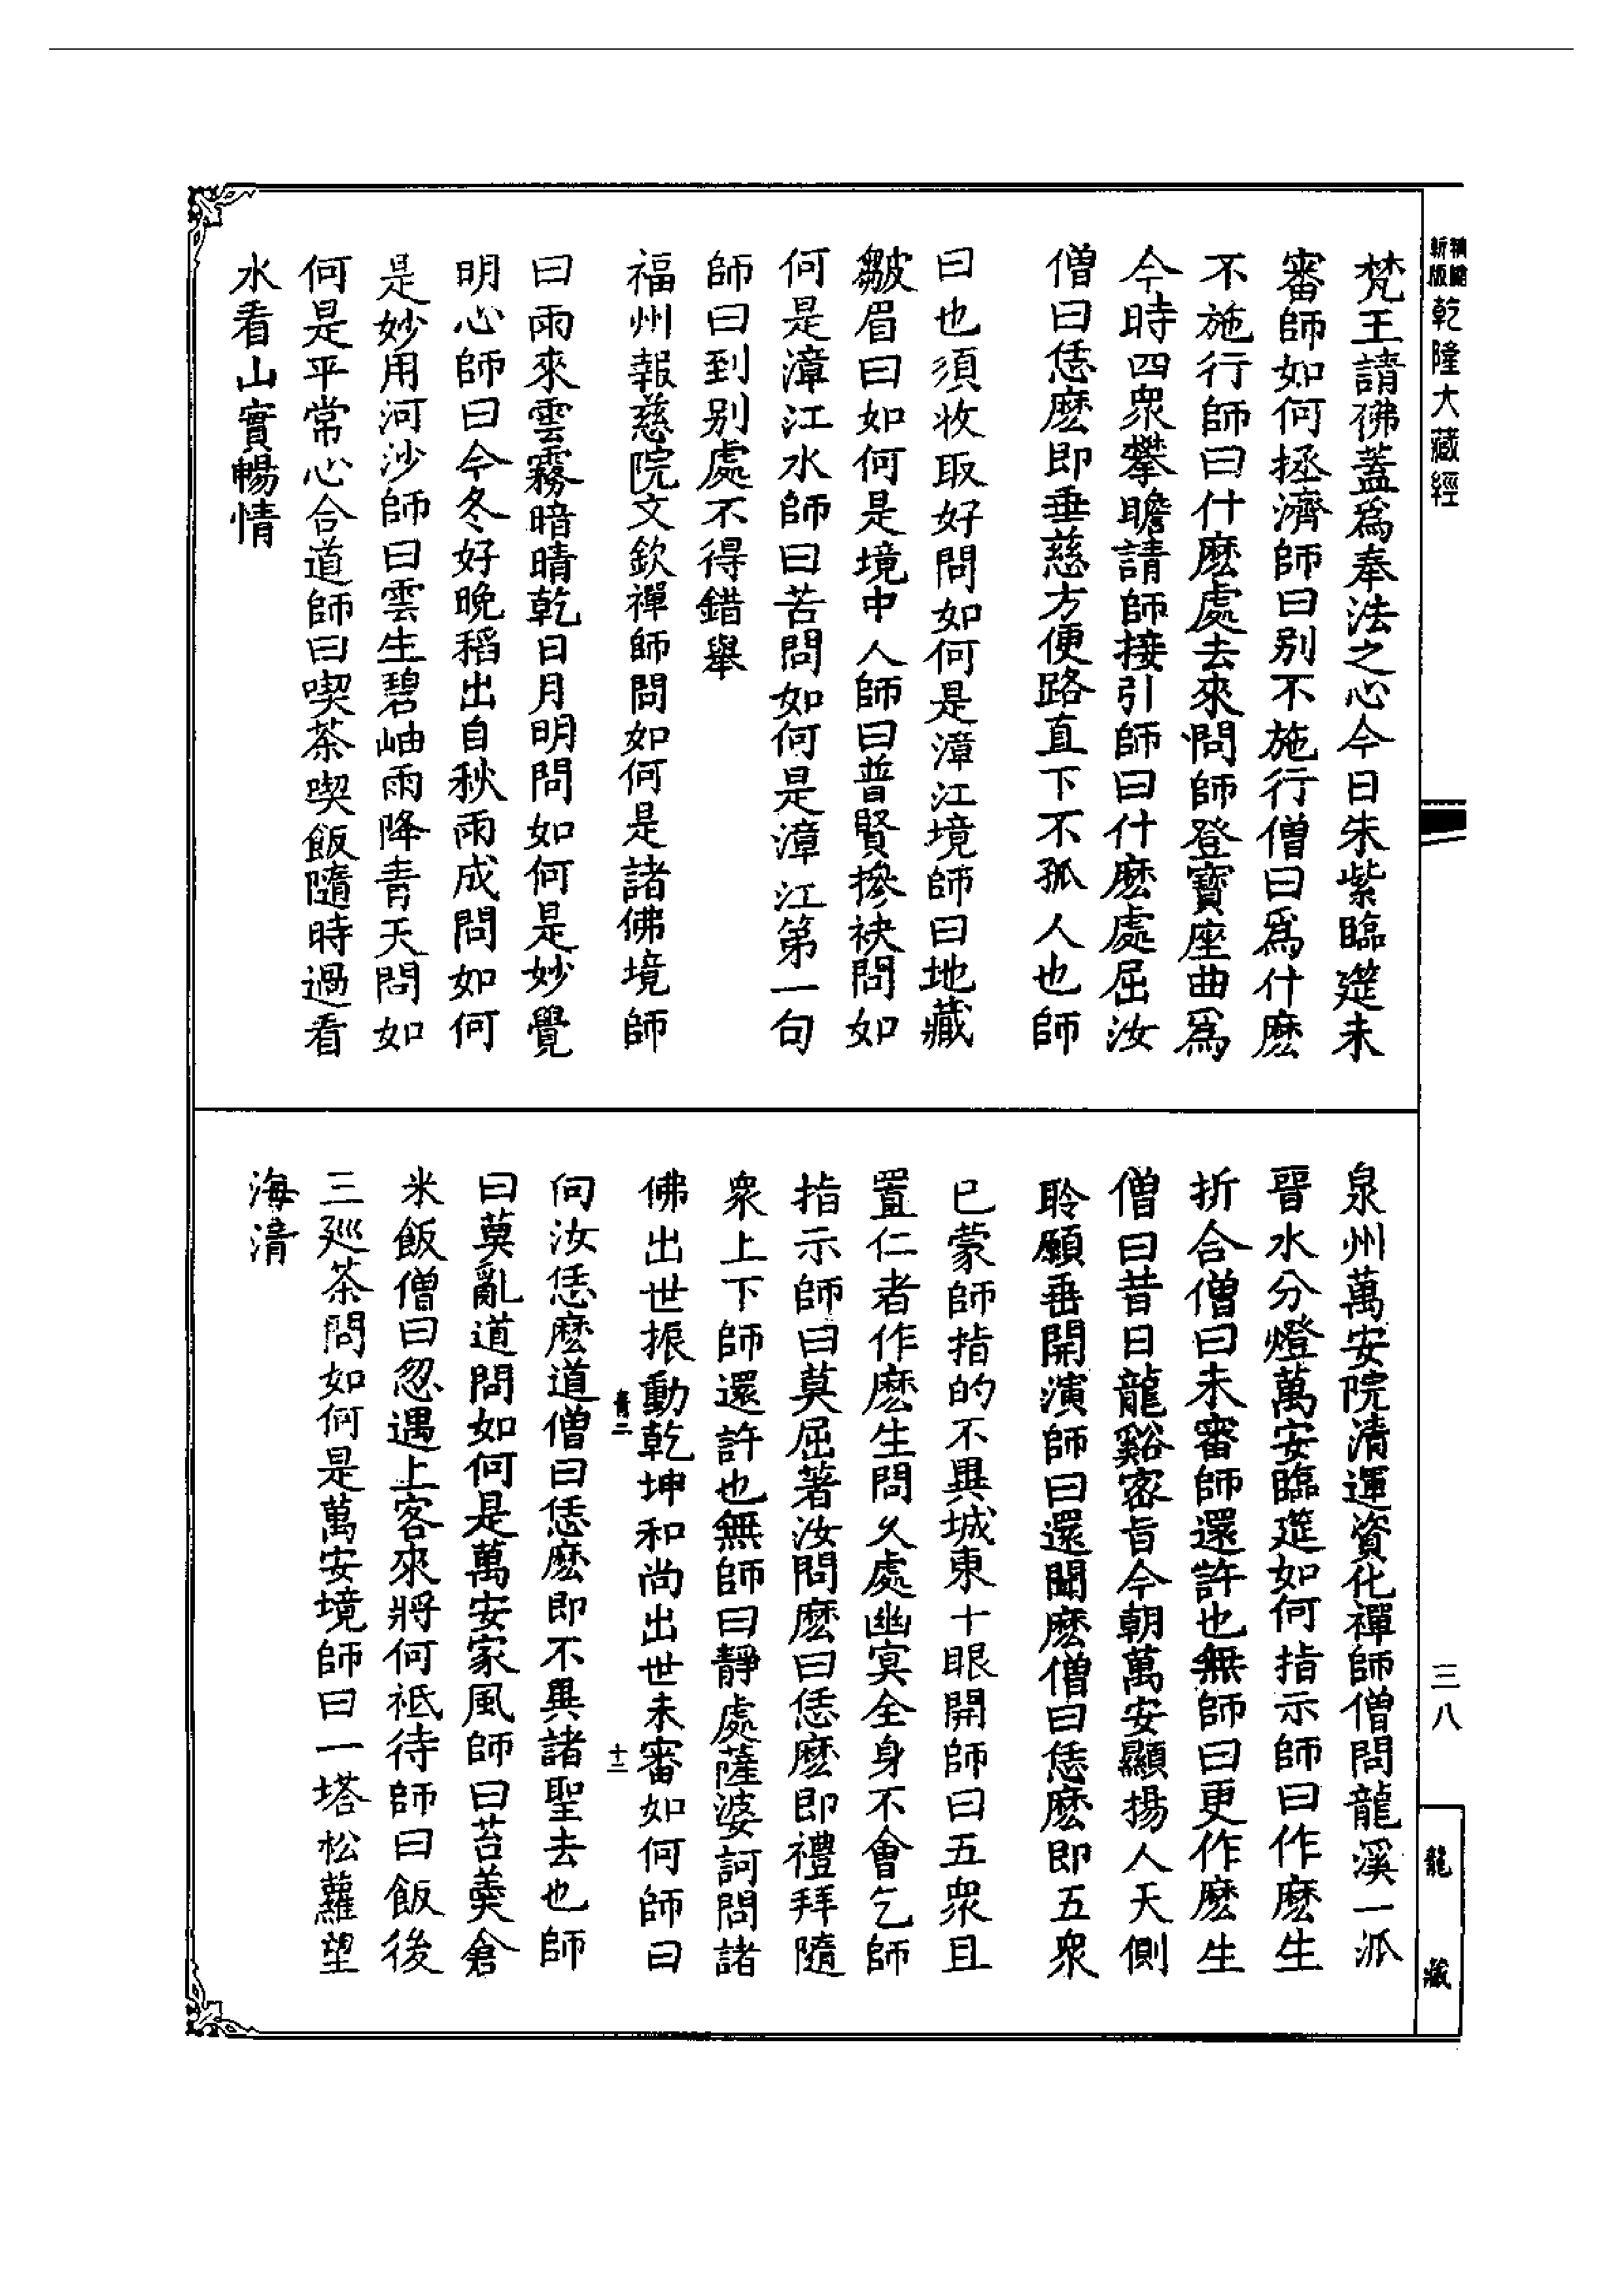 新版精縮乾隆大藏經
梵王請佛蓋爲奉法之心今日朱紫臨筵未
審師如何拯濟師曰别不施行僧曰爲什麽
不施行師曰什麽處去來問師登寶座曲爲
今時四衆攀瞻請師接引師曰什麽處屈汝
僧曰恁麽即垂慈方便路直下不孤人也師
曰也須收取好問如何是漳江境師曰地藏
皺眉曰如何是境中人師曰普賢摻袂問如
何是漳江水師曰苦問如何是漳江第一句
師曰到别處不得錯舉
福州報慈院文欽禪師問如何是諸佛境師
曰雨來雲霧暗晴乾日月明問如何是妙覺
明心師曰今冬好晚稻出自秋雨成問如何
是妙用河沙師曰雲生碧岫雨降青天問如
何是平常心合道師曰喫茶喫飯隨時過看
水看山實暢情
泉州萬安院清運資化禪師僧問龍溪一派
晉水分燈萬安臨筵如何指示師曰作麽生
折合僧曰未審師還許也無師曰更作麽生
僧曰昔日龍谿密旨今朝萬安顯揚人天側
聆願垂開演師曰還聞麽僧曰恁麽即五衆
已蒙師指的不異城東十眼開師曰五衆且
置仁者作麽生問久處幽冥全身不會乞師
指示師曰莫屈著汝問麽曰恁麽即禮拜隨
衆上下師還許也無師曰靜處薩婆訶問諸
佛出世振動乾坤和尚出世未審如何師曰
青二
十三
向汝恁麽道僧曰恁麽即不異諸聖去也師
曰莫亂道問如何是萬安家風師曰苔羹倉
米飯僧曰忽遇上客來將何祗待師曰飯後
三廵茶問如何是萬安境師曰一塔松蘿望
海清
三八
龍藏